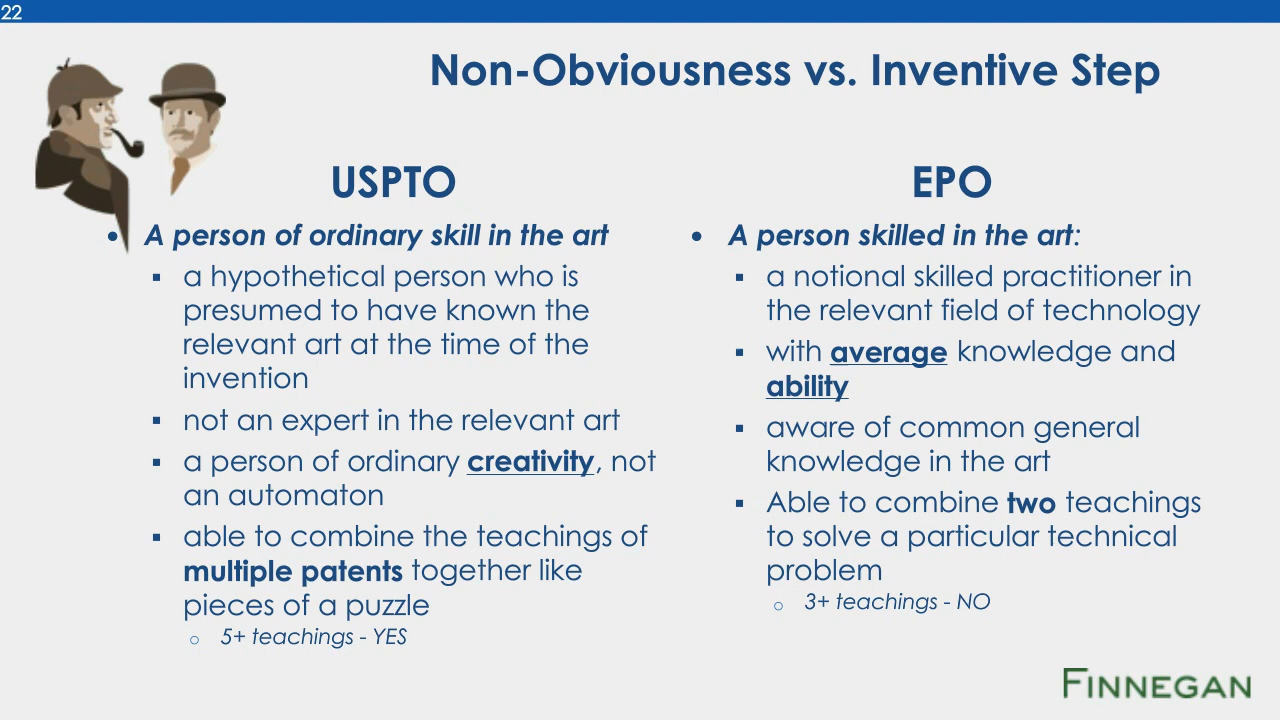 22
Non-Obviousness vs. Inventive Step
USPTO
• A person of ordinary skill in the art
▪ a hypothetical person who is
presumed to have known the
relevant art at the time of the
invention
▪ not an expert in the relevant art
▪ a person of ordinary creativity, not
an automaton
▪ able to combine the teachings of
multiple patents together like
pieces of a puzzle
○ 5+ teachings - YES
EPO
• A person skilled in the art:
▪ a notional skilled practitioner in
the relevant field of technology
▪ with average knowledge and
ability
▪ aware of common general
knowledge in the art
▪ Able to combine two teachings
to solve a particular technical
problem
○ 3+ teachings - NO
FINNEGAN